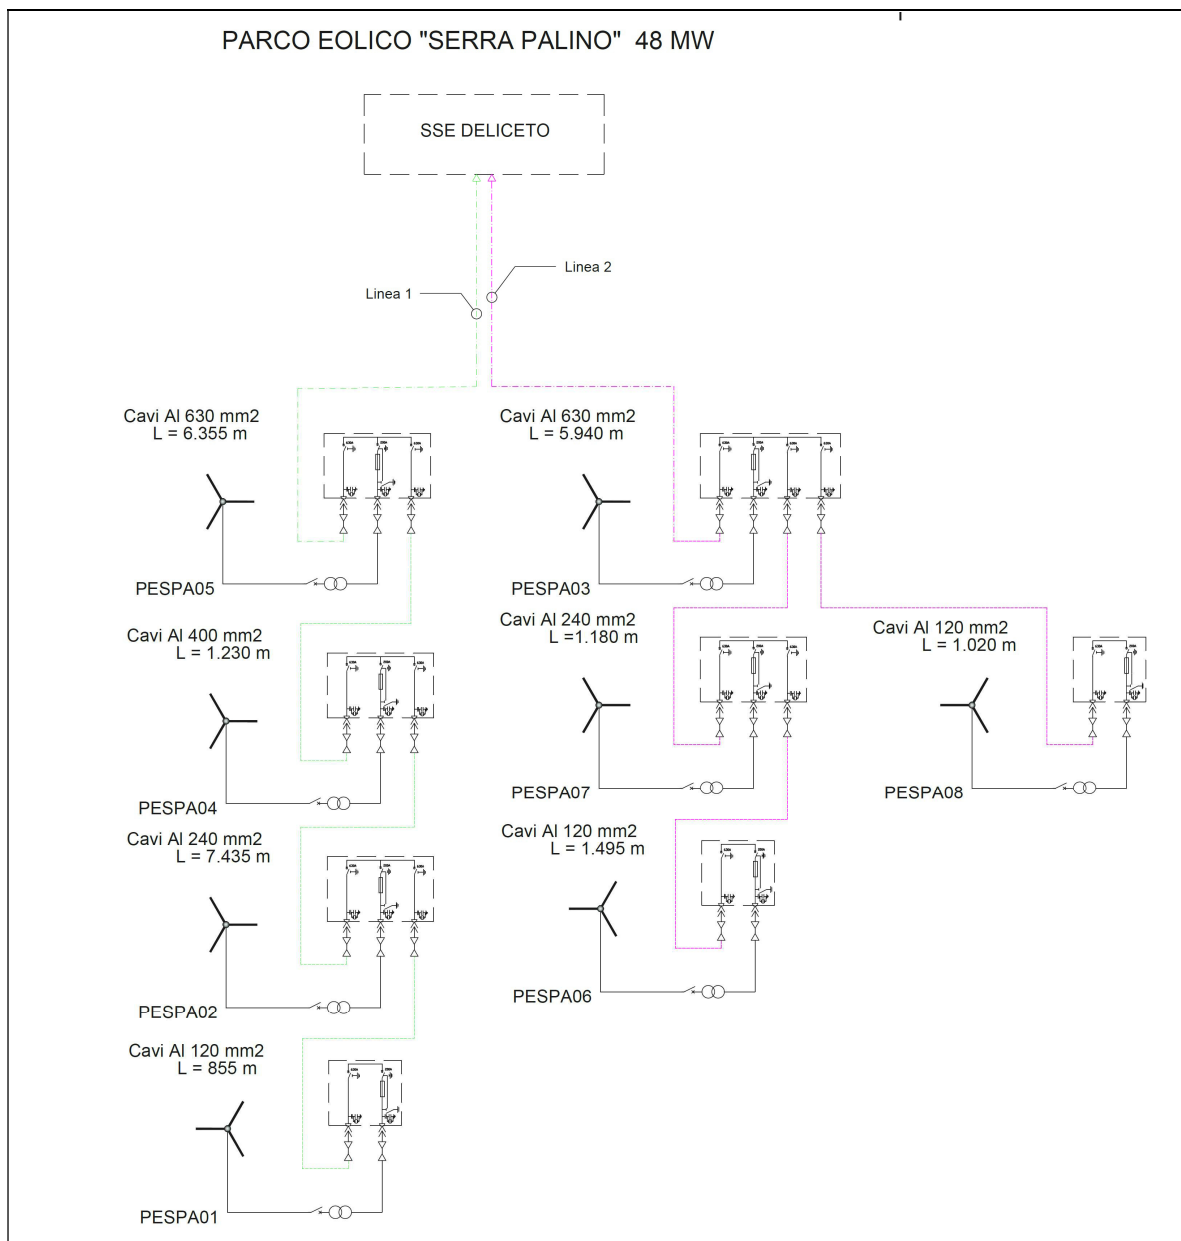 PARCO EOLICO "SERRA PALINO" 48 MW
SSE DELICETO
Linea 2
Linea 1
Cavi Al 630 mm2
L = 6.355 m
PESPA05
Cavi Al 630 mm2
L = 5.940 m
PESPA03
Cavi Al 400 mm2
L = 1.230 m
PESPA04
Cavi Al 240 mm2
L =1.180 m
PESPA07
Cavi Al 120 mm2
L = 1.020 m
PESPA08
Cavi Al 240 mm2
L = 7.435 m
PESPA02
Cavi Al 120 mm2
L = 1.495 m
PESPA06
Cavi Al 120 mm2
L = 855 m
PESPA01